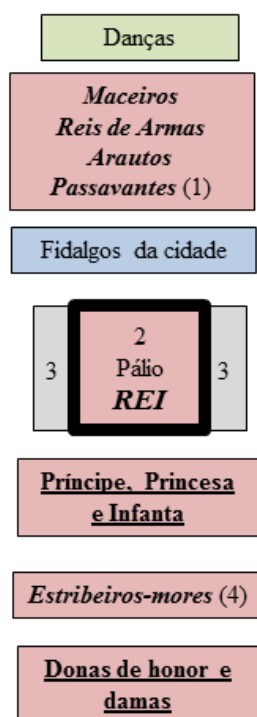 Danças
Maceiros
Reis de Armas
Arautos
Passavantes (1)
Fidalgos da cidade
2
3 Pálio 3
REI
Príncipe, Princesa
e Infanta
Estribeiros-mores (4)
Donas de honor e
damas